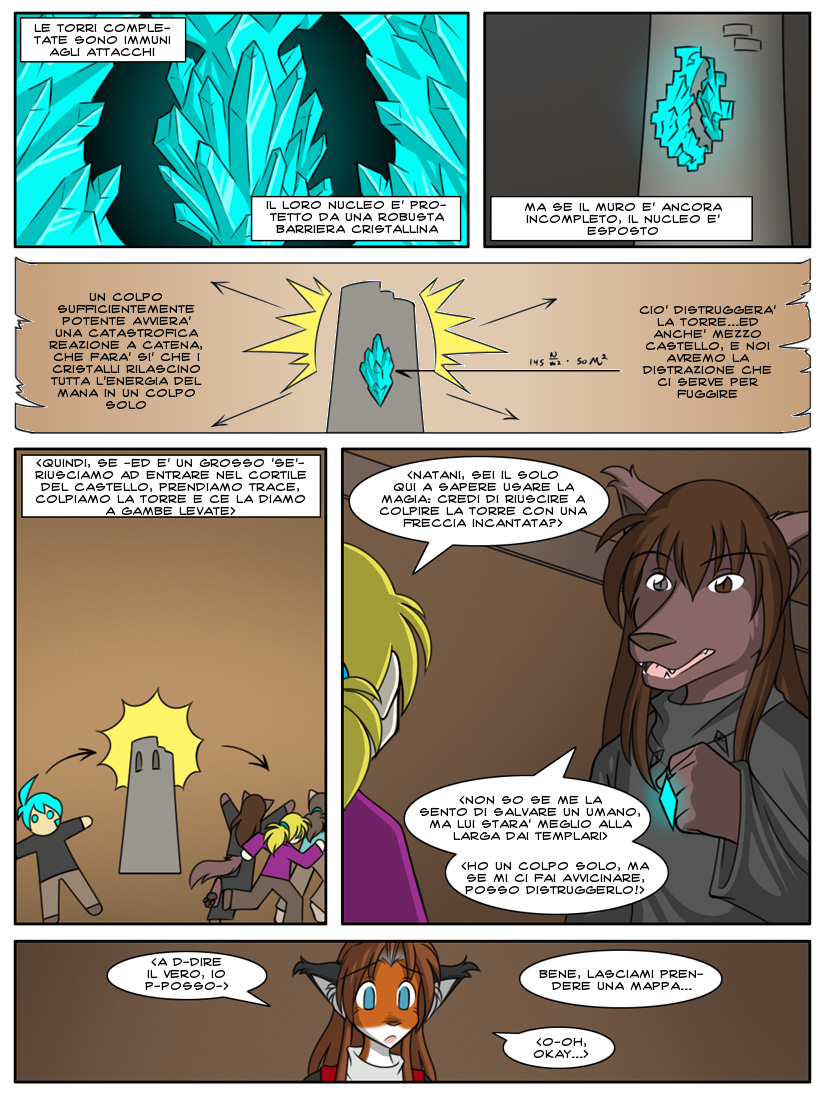 LE TORRI COMPLE-
TATE SONO IMMUNI
AGLI ATTACCHI
IL LORO NUCLEO E' PRO-
TETTO DA UNA ROBUSTA
BARRIERA CRISTALLINA
MA SE IL MURO E' ANCORA
INCOMPLETO, IL NUCLEO E'
ESPOSTO
UN COLPO
SUFFICIENTEMENTE
POTENTE AVVIERA'
UNA CATASTROFICA
REAZIONE A CATENA,
CHE FARA' SI' CHE I
CRISTALLI RILASCINO
TUTTA L'ENERGIA DEL
MANA IN UN COLPO
SOLO
145 N/m2 · 50 M²
CIO' DISTRUGGERA'
LA TORRE...ED
ANCHE' MEZZO
CASTELLO, E NOI
AVREMO LA
DISTRAZIONE CHE
CI SERVE PER
FUGGIRE
<QUINDI, SE -ED E' UN GROSSO 'SE'-
RIUSCIAMO AD ENTRARE NEL CORTILE
DEL CASTELLO, PRENDIAMO TRACE,
COLPIAMO LA TORRE E CE LA DIAMO
A GAMBE LEVATE>
<NATANI, SEI IL SOLO
QUI A SAPERE USARE LA
MAGIA: CREDI DI RIUSCIRE A
COLPIRE LA TORRE CON UNA
FRECCIA INCANTATA?>
<NON SO SE ME LA
SENTO DI SALVARE UN UMANO,
MA LUI STARA' MEGLIO ALLA
LARGA DAI TEMPLARI>
<HO UN COLPO SOLO, MA
SE MI CI FAI AVVICINARE,
POSSO DISTRUGGERLO!>
<A D-DIRE
IL VERO, IO
P-POSSO->
BENE, LASCIAMI PREN-
DERE UNA MAPPA...
<O-OH,
OKAY...>